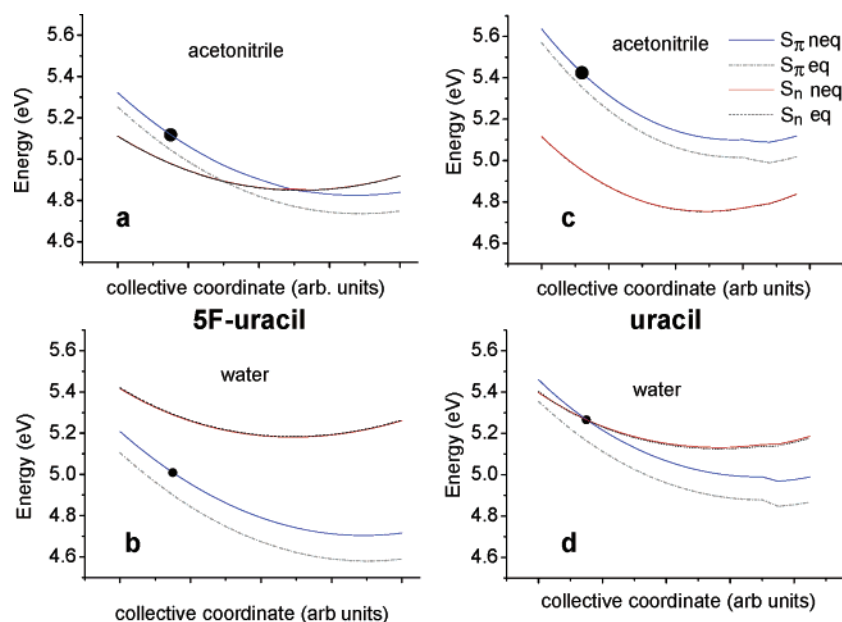 5.6
5.4
5.2
5.0
4.8
4.6
Energy (eV)
acetonitrile
a
collective coordinate (arb. units)
5.6
5.4
5.2
5.0
4.8
4.6
Energy (eV)
acetonitrile
c
Sπ neq
Sπ eq
Sn neq
Sn eq
collective coordinate (arb units)
5F-uracil
uracil
5.6
5.4
5.2
5.0
4.8
4.6
Energy (eV)
water
b
collective coordinate (arb units)
5.6
5.4
5.2
5.0
4.8
4.6
Energy (eV)
water
d
collective coordinate (arb units)